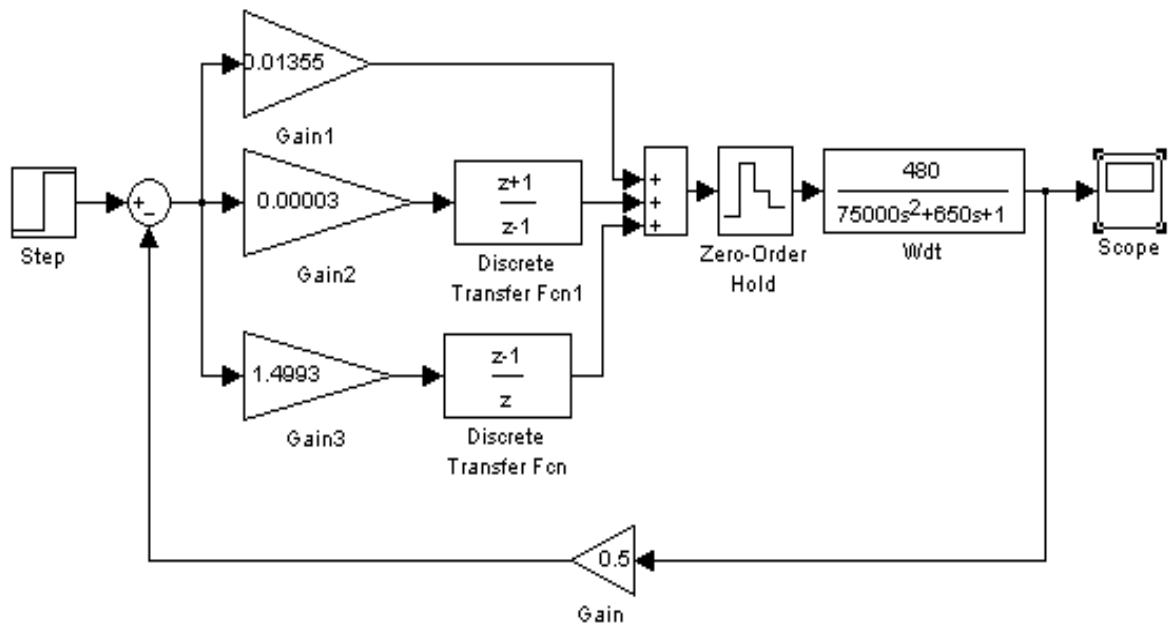 0.01355
Gain1
Step
+
−
0.00003
Gain2
z+1
z-1
Discrete
Transfer Fcn1
+
+
+
Zero-Order
Hold
480
75000s²+650s+1
Wdt
Scope
1.4993
Gain3
z-1
z
Discrete
Transfer Fcn
0.5
Gain